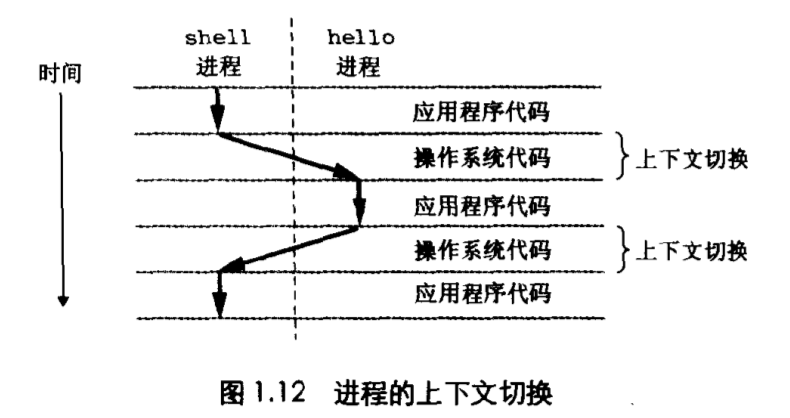 shell hello
进程 进程
时间
应用程序代码
操作系统代码 上下文切换
应用程序代码
操作系统代码 上下文切换
应用程序代码
图1.12 进程的上下文切换